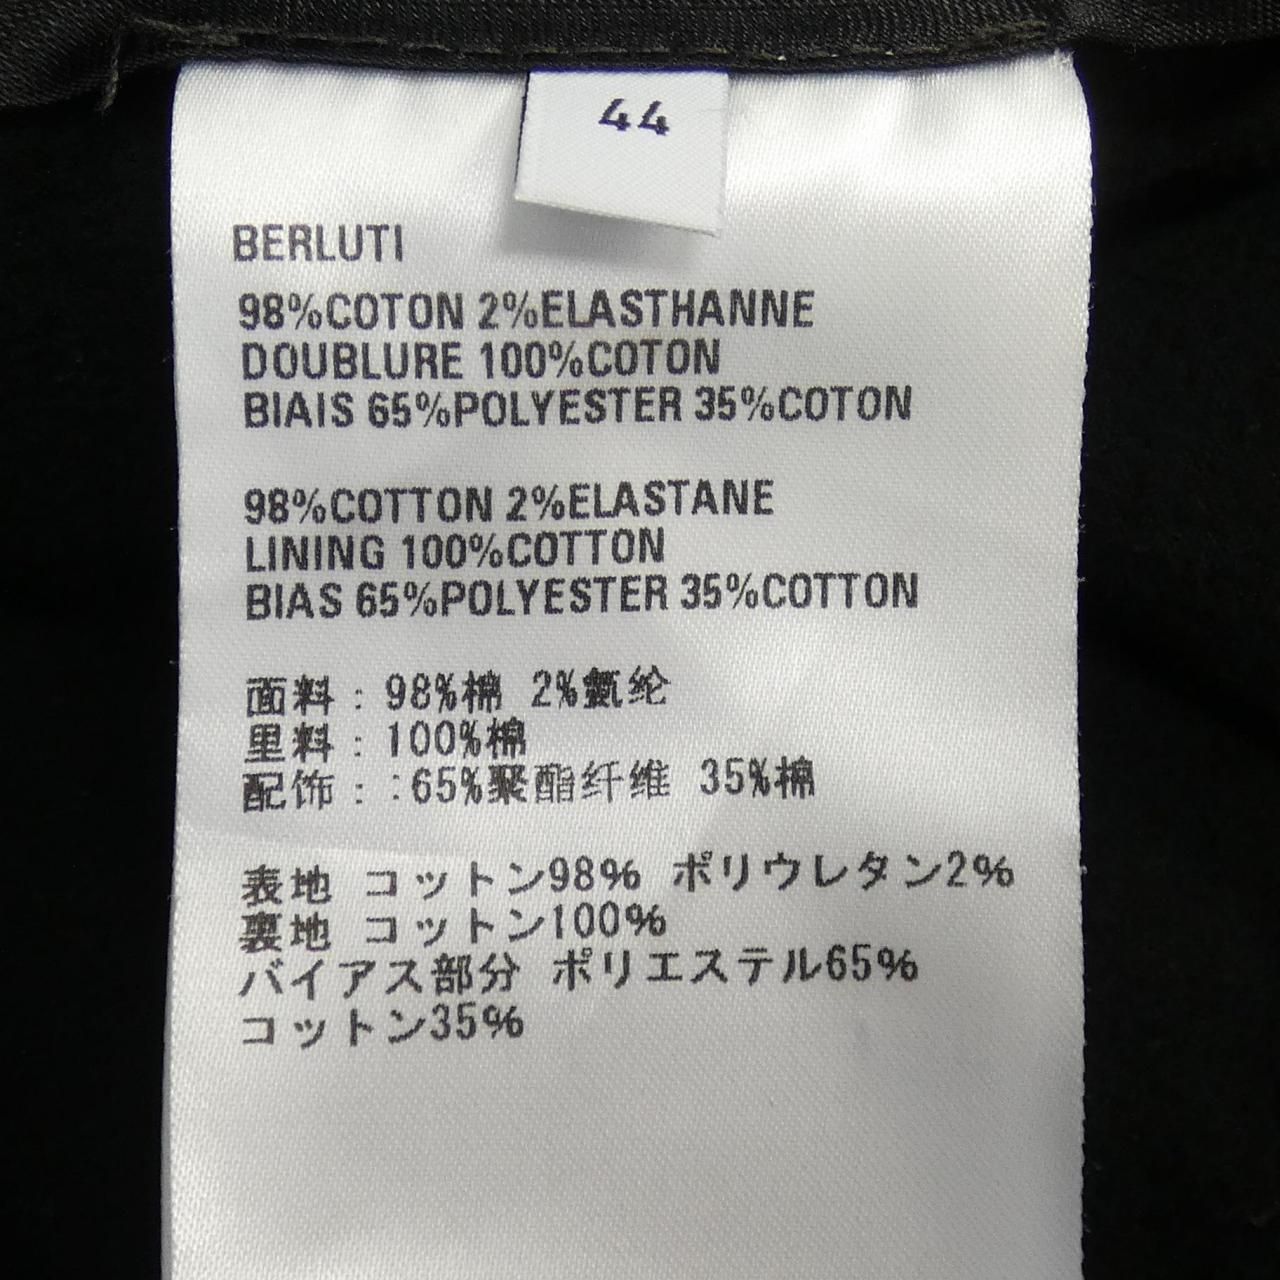 44
BERLUTI
98%COTON 2%ELASTHANNE
DOUBLURE 100%COTON
BIAIS 65%POLYESTER 35%COTON
98%COTTON 2%ELASTANE
LINING 100%COTTON
BIAS 65%POLYESTER 35%COTTON
面料：98%棉 2%氨纶
里料：100%棉
配饰：:65%聚酯纤维 35%棉
表地 コットン98% ポリウレタン2%
裏地 コットン100%
バイアス部分 ポリエステル65%
コットン35%